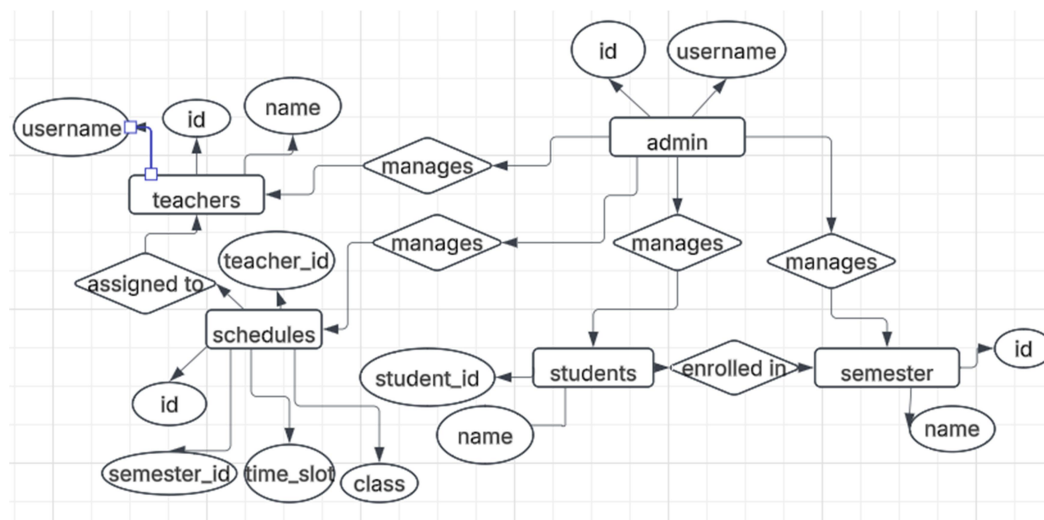 id
username
username
id
name
admin
manages
teachers
manages
manages
manages
assigned to
teacher_id
schedules
student_id
students
enrolled in
semester
id
id
name
name
semester_id
time_slot
class